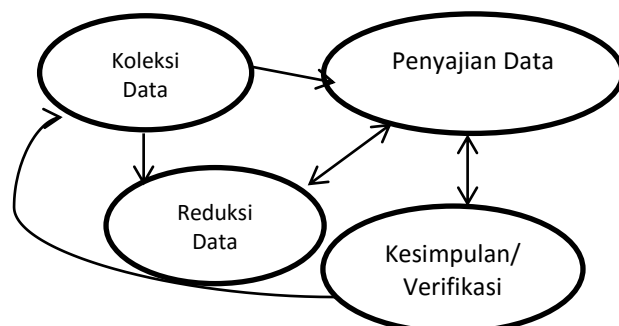 Koleksi
Data
Penyajian Data
Reduksi
Data
Kesimpulan/
Verifikasi